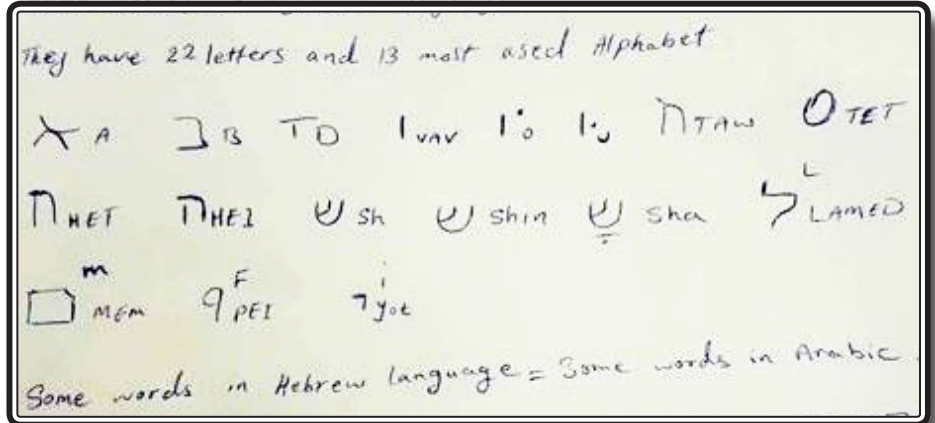 They have 22 letters and 13 most ased Alphabet
א A ב B ד D ו VAV וֹ o וּ u ת TAW ט TET
ח HET ה HEI ש sh ש shin שָ sha ל L LAMED
ם m MEM ף F PEI י i yot
Some words in Hebrew language = Some words in Arabic.